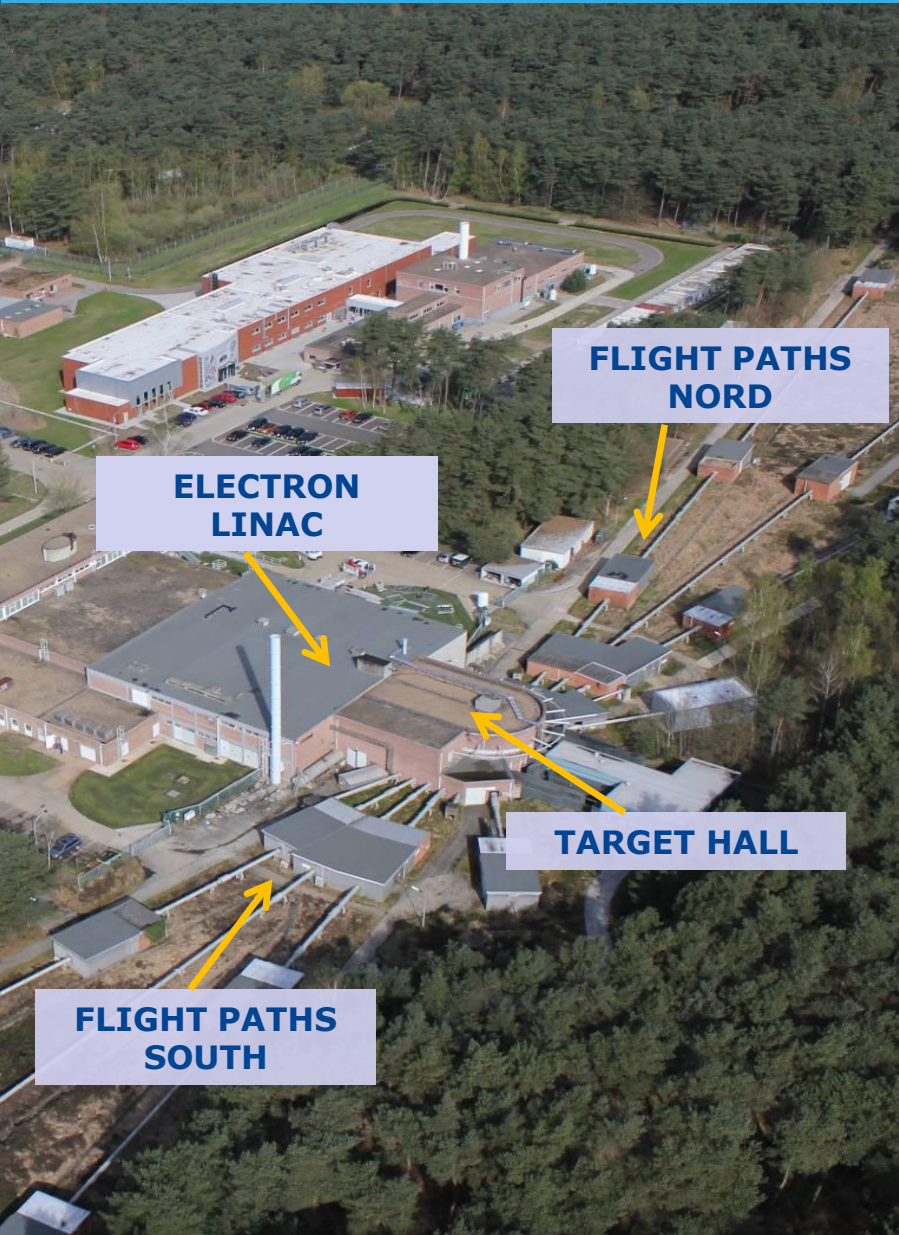 FLIGHT PATHS
NORD
ELECTRON
LINAC
TARGET HALL
FLIGHT PATHS
SOUTH